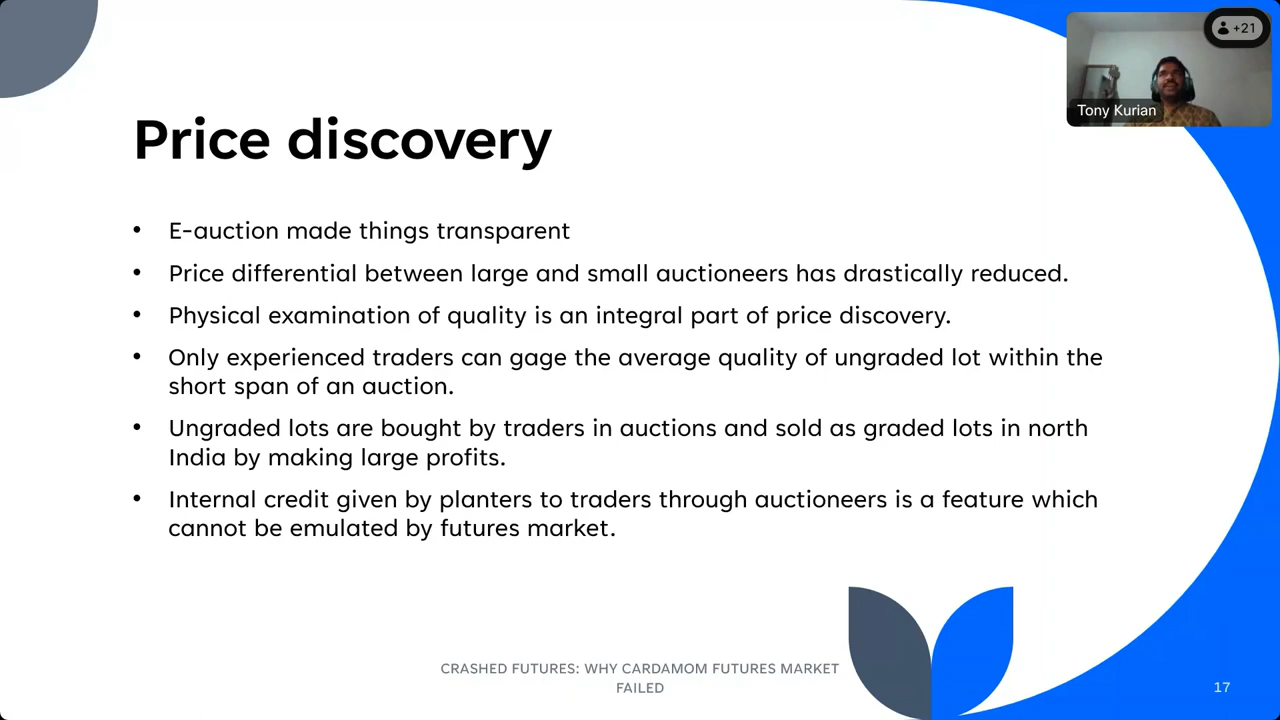 +21
Tony Kurian
Price discovery
• E-auction made things transparent
• Price differential between large and small auctioneers has drastically reduced.
• Physical examination of quality is an integral part of price discovery.
• Only experienced traders can gage the average quality of ungraded lot within the
short span of an auction.
• Ungraded lots are bought by traders in auctions and sold as graded lots in north
India by making large profits.
• Internal credit given by planters to traders through auctioneers is a feature which
cannot be emulated by futures market.
CRASHED FUTURES: WHY CARDAMOM FUTURES MARKET
FAILED
17